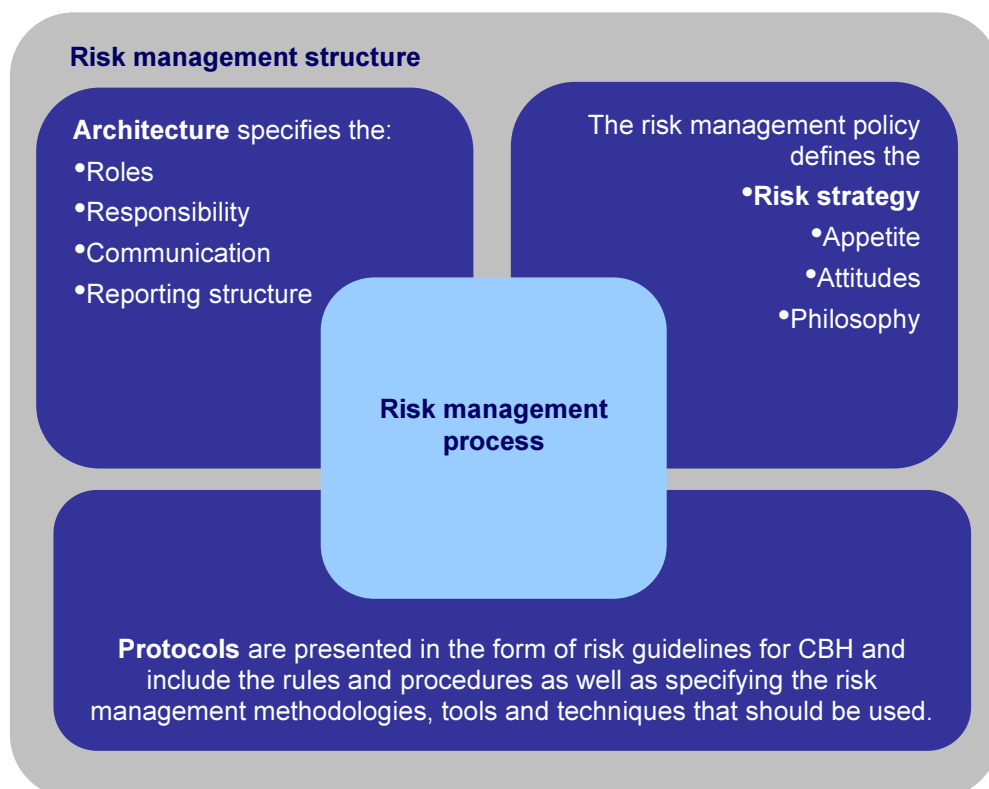 Risk management structure
Architecture specifies the:
•Roles
•Responsibility
•Communication
•Reporting structure
The risk management policy
defines the
•Risk strategy
•Appetite
•Attitudes
•Philosophy
Risk management
process
Protocols are presented in the form of risk guidelines for CBH and
include the rules and procedures as well as specifying the risk
management methodologies, tools and techniques that should be used.